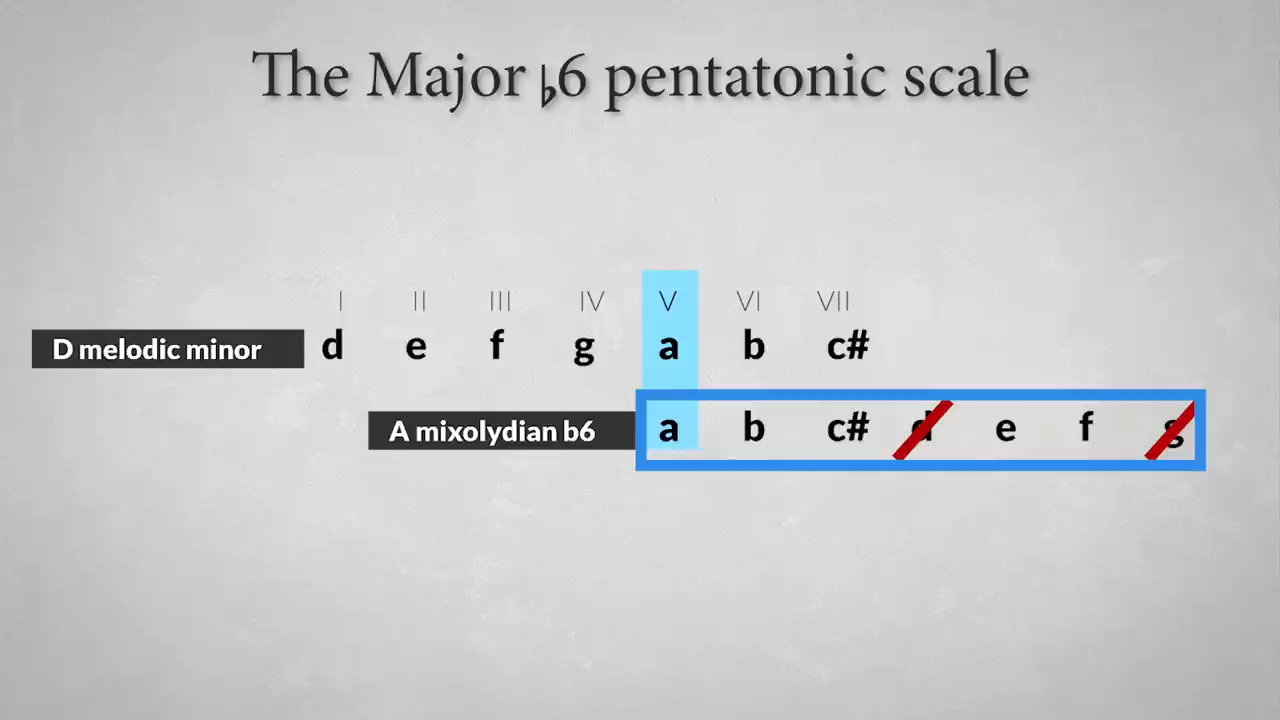 The Major ♭6 pentatonic scale
I II III IV V VI VII
D melodic minor d e f g a b c#
A mixolydian b6 a b c# d e f g